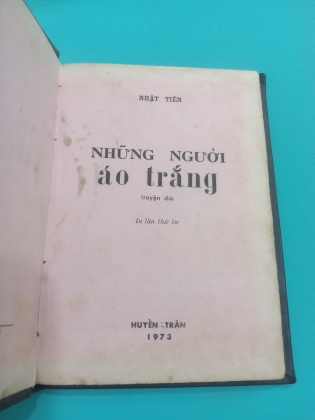 NHẬT TIẾN
NHỮNG NGƯỜI
áo trắng
truyện dài
In lần thứ tư
HUYỀN TRÂN
1973